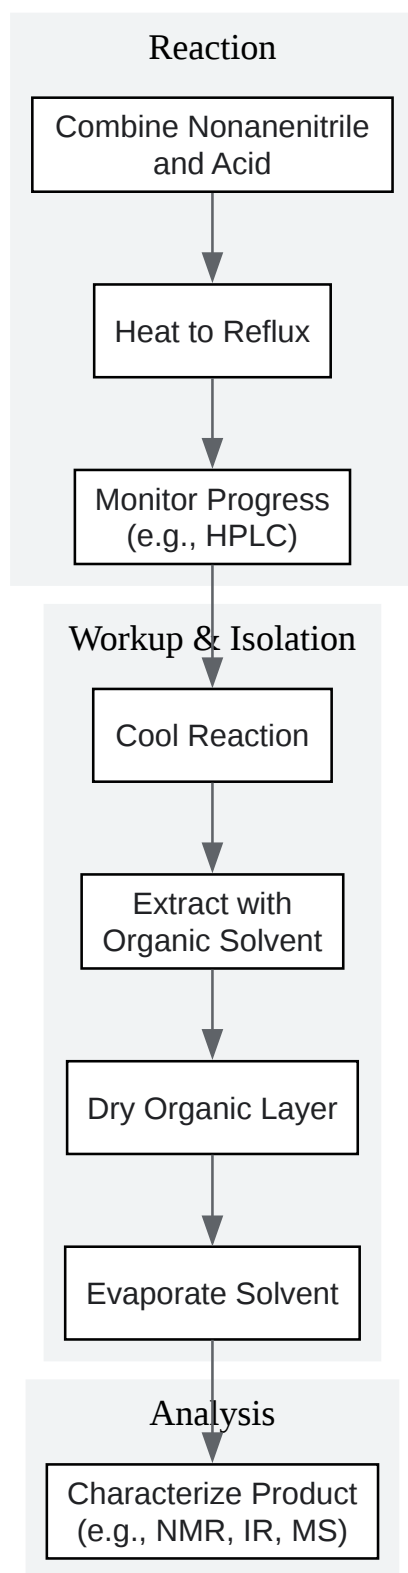 Reaction
Combine Nonanenitrile
and Acid
Heat to Reflux
Monitor Progress
(e.g., HPLC)
Workup & Isolation
Cool Reaction
Extract with
Organic Solvent
Dry Organic Layer
Evaporate Solvent
Analysis
Characterize Product
(e.g., NMR, IR, MS)